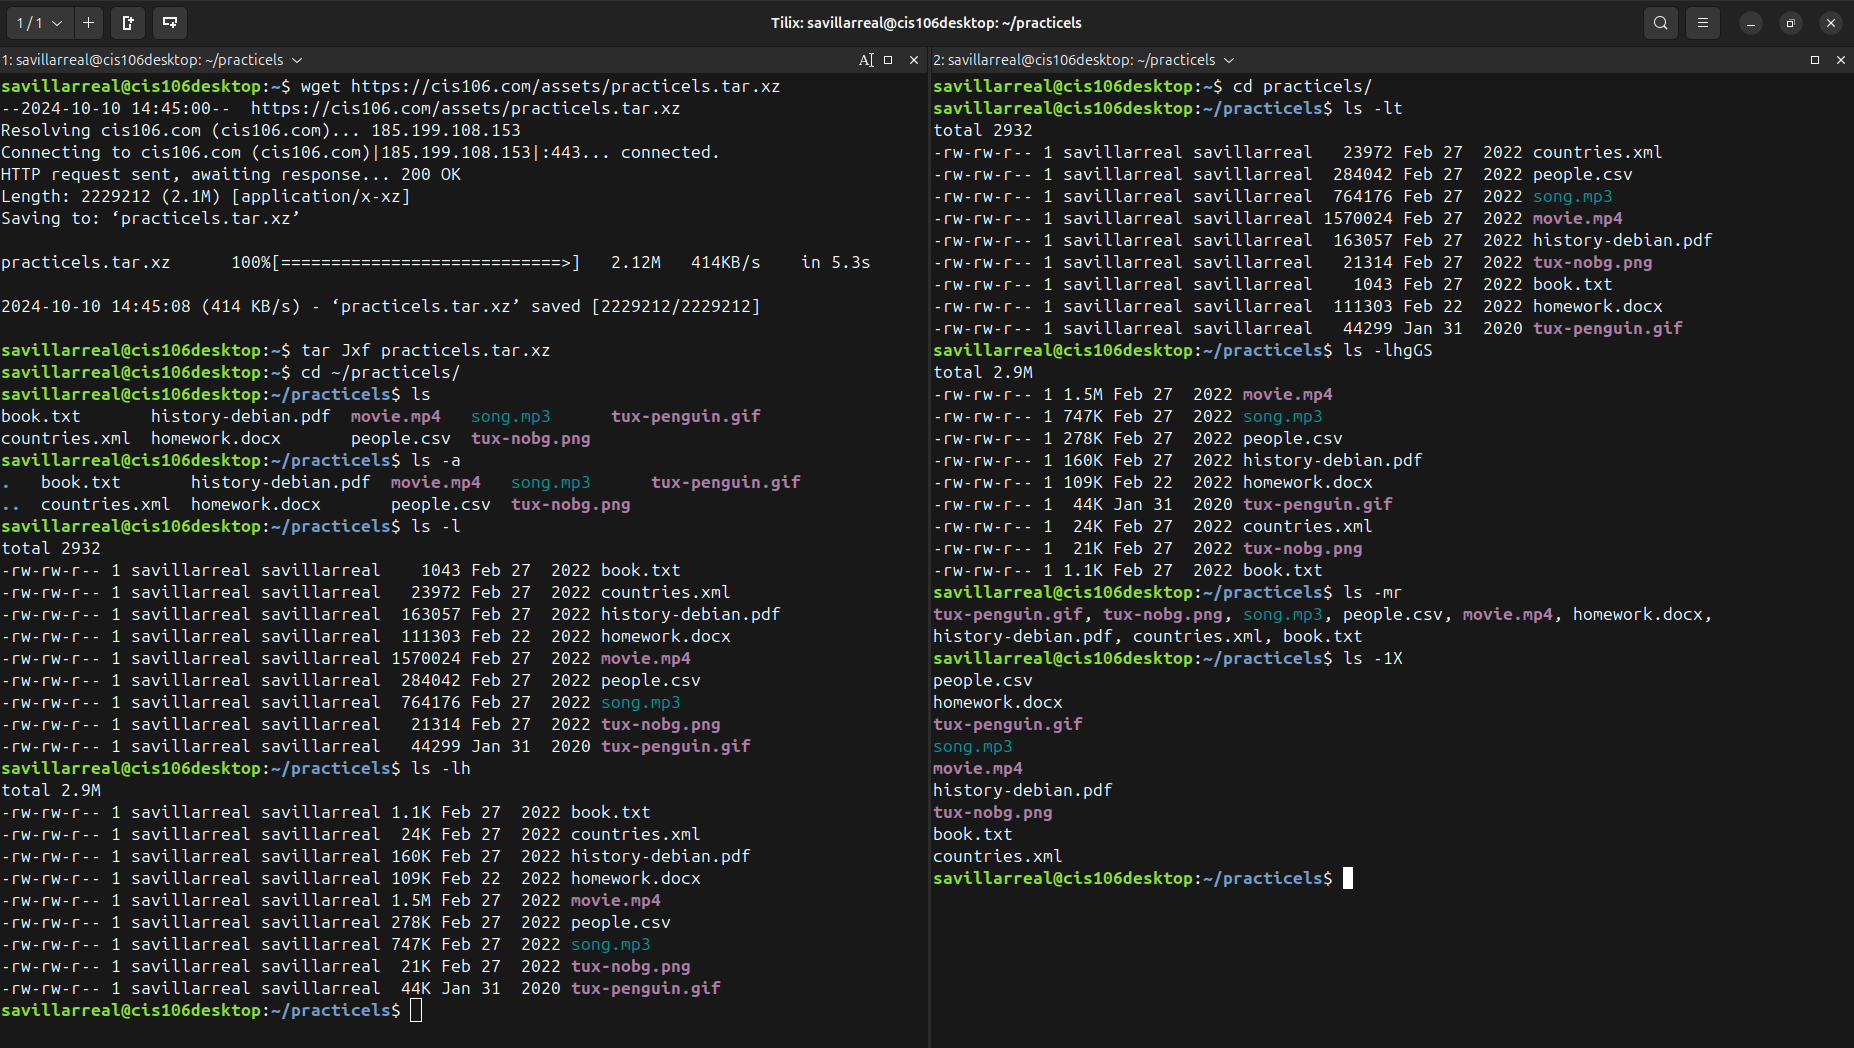 1 / 1
Tilix: savillarreal@cis106desktop: ~/practicels
1: savillarreal@cis106desktop: ~/practicels
savillarreal@cis106desktop:~$ wget https://cis106.com/assets/practicels.tar.xz
--2024-10-10 14:45:00--  https://cis106.com/assets/practicels.tar.xz
Resolving cis106.com (cis106.com)... 185.199.108.153
Connecting to cis106.com (cis106.com)|185.199.108.153|:443... connected.
HTTP request sent, awaiting response... 200 OK
Length: 2229212 (2.1M) [application/x-xz]
Saving to: ‘practicels.tar.xz’
practicels.tar.xz      100%[============================>]   2.12M   414KB/s    in 5.3s
2024-10-10 14:45:08 (414 KB/s) - ‘practicels.tar.xz’ saved [2229212/2229212]
savillarreal@cis106desktop:~$ tar Jxf practicels.tar.xz
savillarreal@cis106desktop:~$ cd ~/practicels/
savillarreal@cis106desktop:~/practicels$ ls
book.txt       history-debian.pdf  movie.mp4   song.mp3      tux-penguin.gif
countries.xml  homework.docx       people.csv  tux-nobg.png
savillarreal@cis106desktop:~/practicels$ ls -a
.   book.txt       history-debian.pdf  movie.mp4   song.mp3      tux-penguin.gif
..  countries.xml  homework.docx       people.csv  tux-nobg.png
savillarreal@cis106desktop:~/practicels$ ls -l
total 2932
-rw-rw-r-- 1 savillarreal savillarreal    1043 Feb 27  2022 book.txt
-rw-rw-r-- 1 savillarreal savillarreal   23972 Feb 27  2022 countries.xml
-rw-rw-r-- 1 savillarreal savillarreal  163057 Feb 27  2022 history-debian.pdf
-rw-rw-r-- 1 savillarreal savillarreal  111303 Feb 22  2022 homework.docx
-rw-rw-r-- 1 savillarreal savillarreal 1570024 Feb 27  2022 movie.mp4
-rw-rw-r-- 1 savillarreal savillarreal  284042 Feb 27  2022 people.csv
-rw-rw-r-- 1 savillarreal savillarreal  764176 Feb 27  2022 song.mp3
-rw-rw-r-- 1 savillarreal savillarreal   21314 Feb 27  2022 tux-nobg.png
-rw-rw-r-- 1 savillarreal savillarreal   44299 Jan 31  2020 tux-penguin.gif
savillarreal@cis106desktop:~/practicels$ ls -lh
total 2.9M
-rw-rw-r-- 1 savillarreal savillarreal 1.1K Feb 27  2022 book.txt
-rw-rw-r-- 1 savillarreal savillarreal  24K Feb 27  2022 countries.xml
-rw-rw-r-- 1 savillarreal savillarreal 160K Feb 27  2022 history-debian.pdf
-rw-rw-r-- 1 savillarreal savillarreal 109K Feb 22  2022 homework.docx
-rw-rw-r-- 1 savillarreal savillarreal 1.5M Feb 27  2022 movie.mp4
-rw-rw-r-- 1 savillarreal savillarreal 278K Feb 27  2022 people.csv
-rw-rw-r-- 1 savillarreal savillarreal 747K Feb 27  2022 song.mp3
-rw-rw-r-- 1 savillarreal savillarreal  21K Feb 27  2022 tux-nobg.png
-rw-rw-r-- 1 savillarreal savillarreal  44K Jan 31  2020 tux-penguin.gif
savillarreal@cis106desktop:~/practicels$
2: savillarreal@cis106desktop: ~/practicels
savillarreal@cis106desktop:~$ cd practicels/
savillarreal@cis106desktop:~/practicels$ ls -lt
total 2932
-rw-rw-r-- 1 savillarreal savillarreal   23972 Feb 27  2022 countries.xml
-rw-rw-r-- 1 savillarreal savillarreal  284042 Feb 27  2022 people.csv
-rw-rw-r-- 1 savillarreal savillarreal  764176 Feb 27  2022 song.mp3
-rw-rw-r-- 1 savillarreal savillarreal 1570024 Feb 27  2022 movie.mp4
-rw-rw-r-- 1 savillarreal savillarreal  163057 Feb 27  2022 history-debian.pdf
-rw-rw-r-- 1 savillarreal savillarreal   21314 Feb 27  2022 tux-nobg.png
-rw-rw-r-- 1 savillarreal savillarreal    1043 Feb 27  2022 book.txt
-rw-rw-r-- 1 savillarreal savillarreal  111303 Feb 22  2022 homework.docx
-rw-rw-r-- 1 savillarreal savillarreal   44299 Jan 31  2020 tux-penguin.gif
savillarreal@cis106desktop:~/practicels$ ls -lhgGS
total 2.9M
-rw-rw-r-- 1 1.5M Feb 27  2022 movie.mp4
-rw-rw-r-- 1 747K Feb 27  2022 song.mp3
-rw-rw-r-- 1 278K Feb 27  2022 people.csv
-rw-rw-r-- 1 160K Feb 27  2022 history-debian.pdf
-rw-rw-r-- 1 109K Feb 22  2022 homework.docx
-rw-rw-r-- 1  44K Jan 31  2020 tux-penguin.gif
-rw-rw-r-- 1  24K Feb 27  2022 countries.xml
-rw-rw-r-- 1  21K Feb 27  2022 tux-nobg.png
-rw-rw-r-- 1 1.1K Feb 27  2022 book.txt
savillarreal@cis106desktop:~/practicels$ ls -mr
tux-penguin.gif, tux-nobg.png, song.mp3, people.csv, movie.mp4, homework.docx,
history-debian.pdf, countries.xml, book.txt
savillarreal@cis106desktop:~/practicels$ ls -1X
people.csv
homework.docx
tux-penguin.gif
song.mp3
movie.mp4
history-debian.pdf
tux-nobg.png
book.txt
countries.xml
savillarreal@cis106desktop:~/practicels$